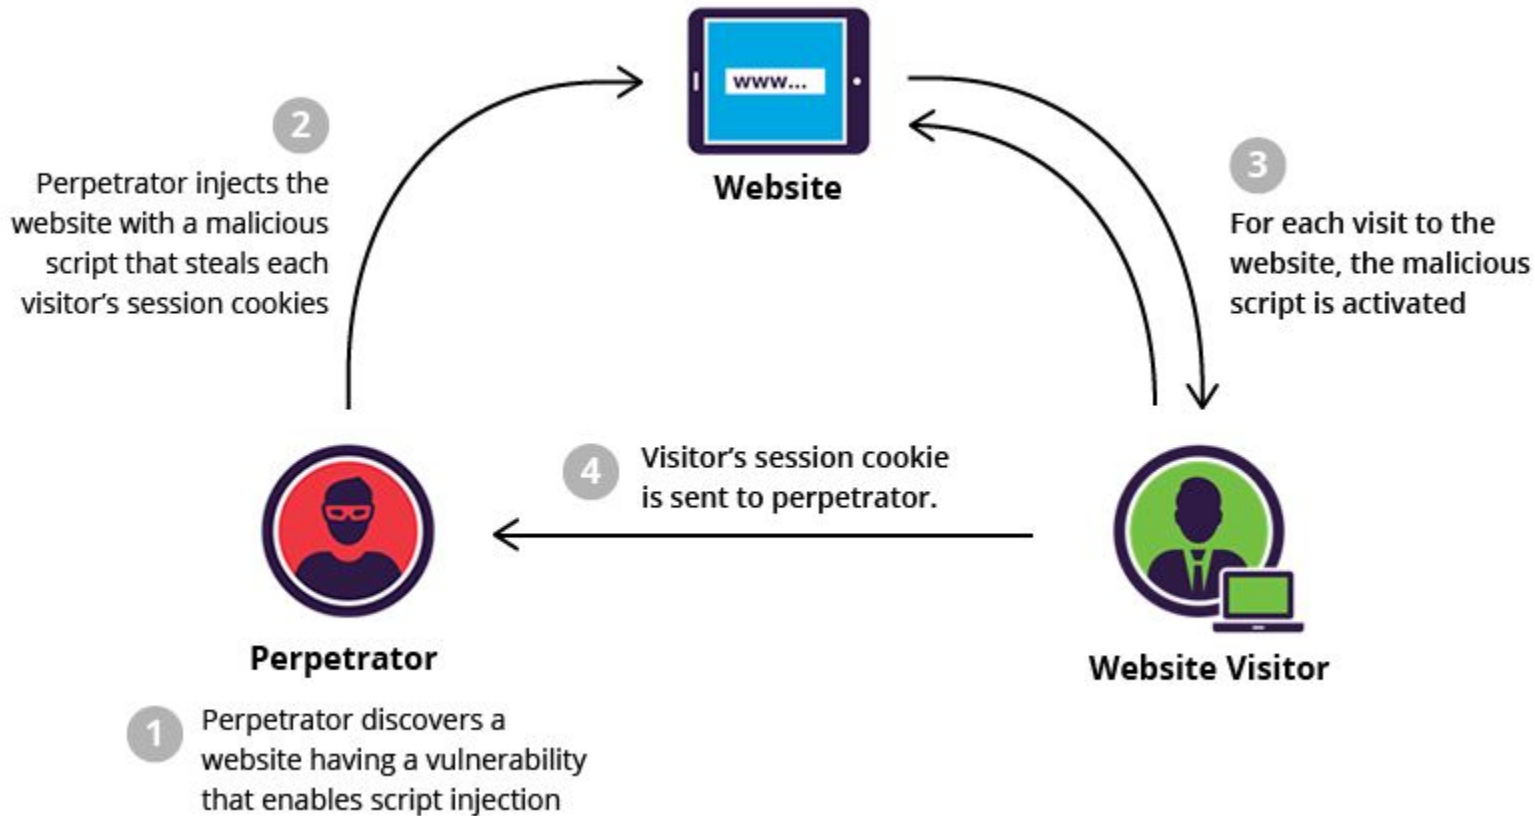 www...
Website
2
Perpetrator injects the
website with a malicious
script that steals each
visitor's session cookies
3
For each visit to the
website, the malicious
script is activated
4
Visitor's session cookie
is sent to perpetrator.
Perpetrator
Website Visitor
1
Perpetrator discovers a
website having a vulnerability
that enables script injection